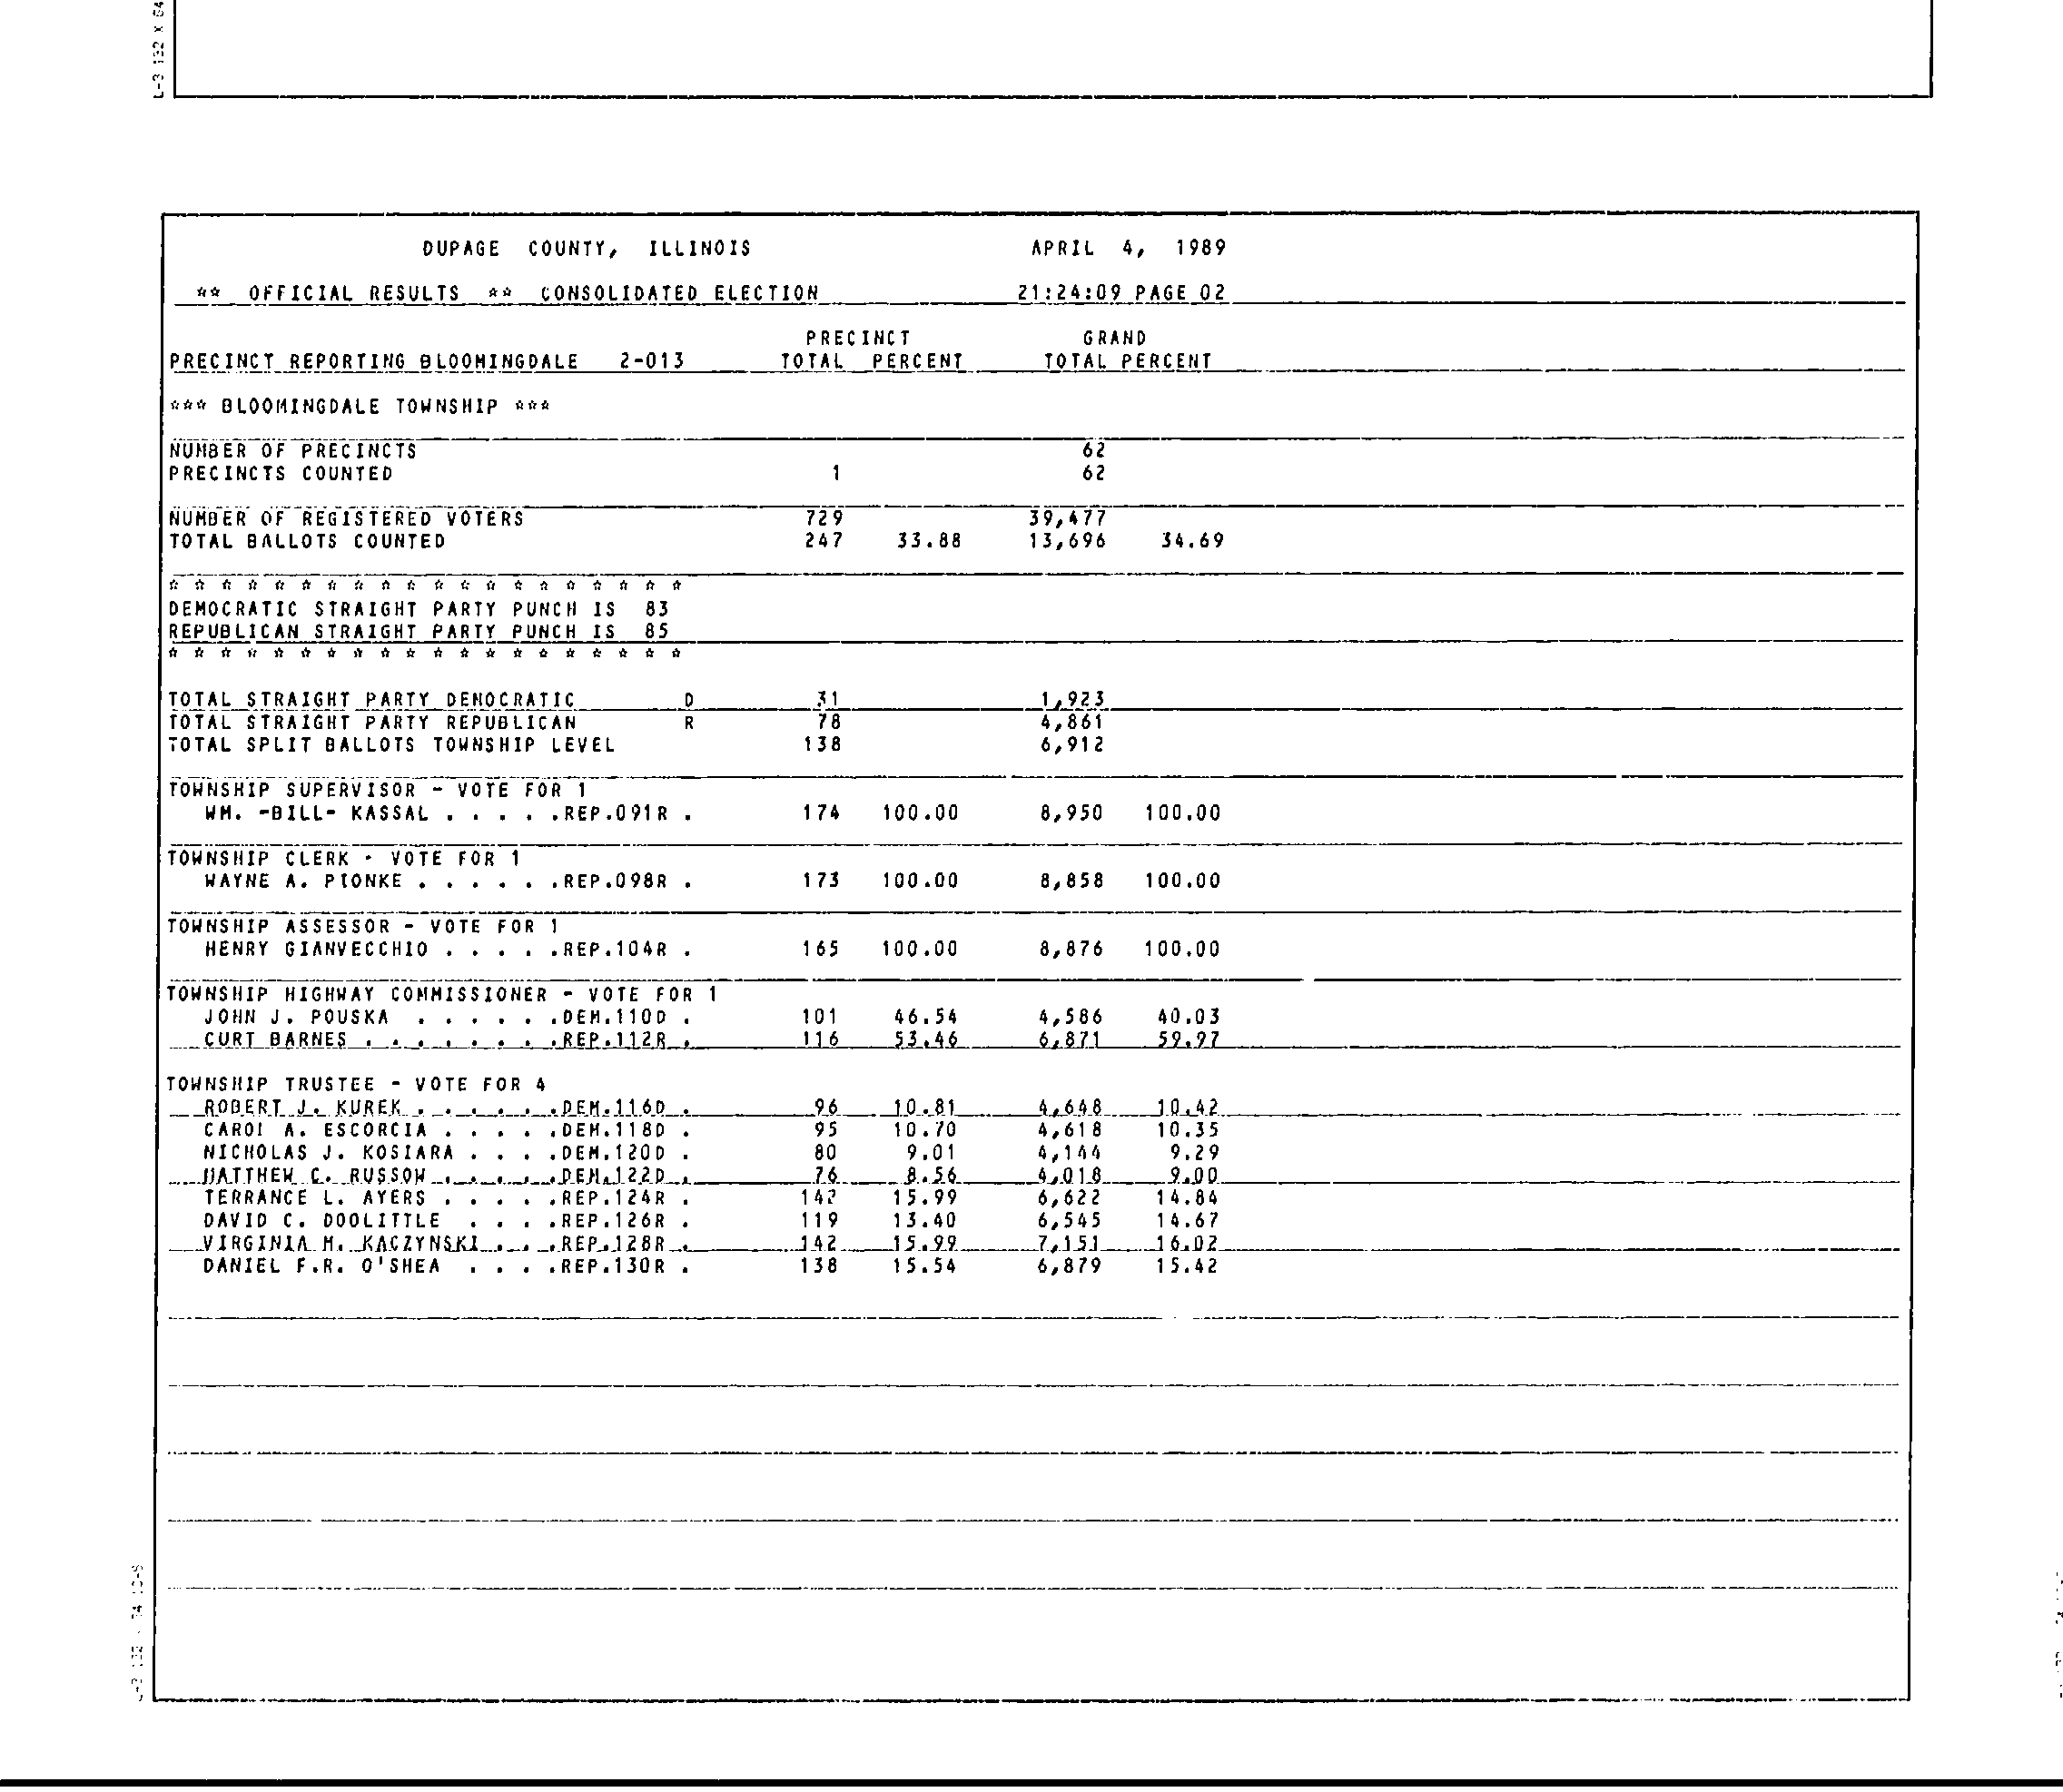 L-3 132 X 64
DUPAGE COUNTY, ILLINOIS APRIL 4, 1989
** OFFICIAL RESULTS ** CONSOLIDATED ELECTION 21:24:09 PAGE 02
PRECINCT GRAND
PRECINCT REPORTING BLOOMINGDALE 2-013 TOTAL PERCENT TOTAL PERCENT
*** BLOOMINGDALE TOWNSHIP ***
NUMBER OF PRECINCTS 62
PRECINCTS COUNTED 1 62
NUMBER OF REGISTERED VOTERS 729 39,477
TOTAL BALLOTS COUNTED 247 33.88 13,696 34.69
* * * * * * * * * * * * * * * * * * * *
DEMOCRATIC STRAIGHT PARTY PUNCH IS 83
REPUBLICAN STRAIGHT PARTY PUNCH IS 85
* * * * * * * * * * * * * * * * * * * *
TOTAL STRAIGHT PARTY DEMOCRATIC D 31 1,923
TOTAL STRAIGHT PARTY REPUBLICAN R 78 4,861
TOTAL SPLIT BALLOTS TOWNSHIP LEVEL 138 6,912
TOWNSHIP SUPERVISOR - VOTE FOR 1
WM. -BILL- KASSAL . . . . .REP.091R . 174 100.00 8,950 100.00
TOWNSHIP CLERK - VOTE FOR 1
WAYNE A. PIONKE . . . . . .REP.098R . 173 100.00 8,858 100.00
TOWNSHIP ASSESSOR - VOTE FOR 1
HENRY GIANVECCHIO . . . . .REP.104R . 165 100.00 8,876 100.00
TOWNSHIP HIGHWAY COMMISSIONER - VOTE FOR 1
JOHN J. POUSKA . . . . . .DEM.110D . 101 46.54 4,586 40.03
CURT BARNES . . . . . . . .REP.112R . 116 53.46 6,871 59.97
TOWNSHIP TRUSTEE - VOTE FOR 4
ROBERT J. KUREK . . . . . .DEM.116D . 96 10.81 4,648 10.42
CAROL A. ESCORCIA . . . . .DEM.118D . 95 10.70 4,618 10.35
NICHOLAS J. KOSIARA . . . .DEM.120D . 80 9.01 4,144 9.29
MATTHEW C. RUSSOW . . . . .DEM.122D . 76 8.56 4,018 9.00
TERRANCE L. AYERS . . . . .REP.124R . 142 15.99 6,622 14.84
DAVID C. DOOLITTLE . . . .REP.126R . 119 13.40 6,545 14.67
VIRGINIA M. KACZYNSKI . . .REP.128R . 142 15.99 7,151 16.02
DANIEL F.R. O'SHEA . . . .REP.130R . 138 15.54 6,879 15.42